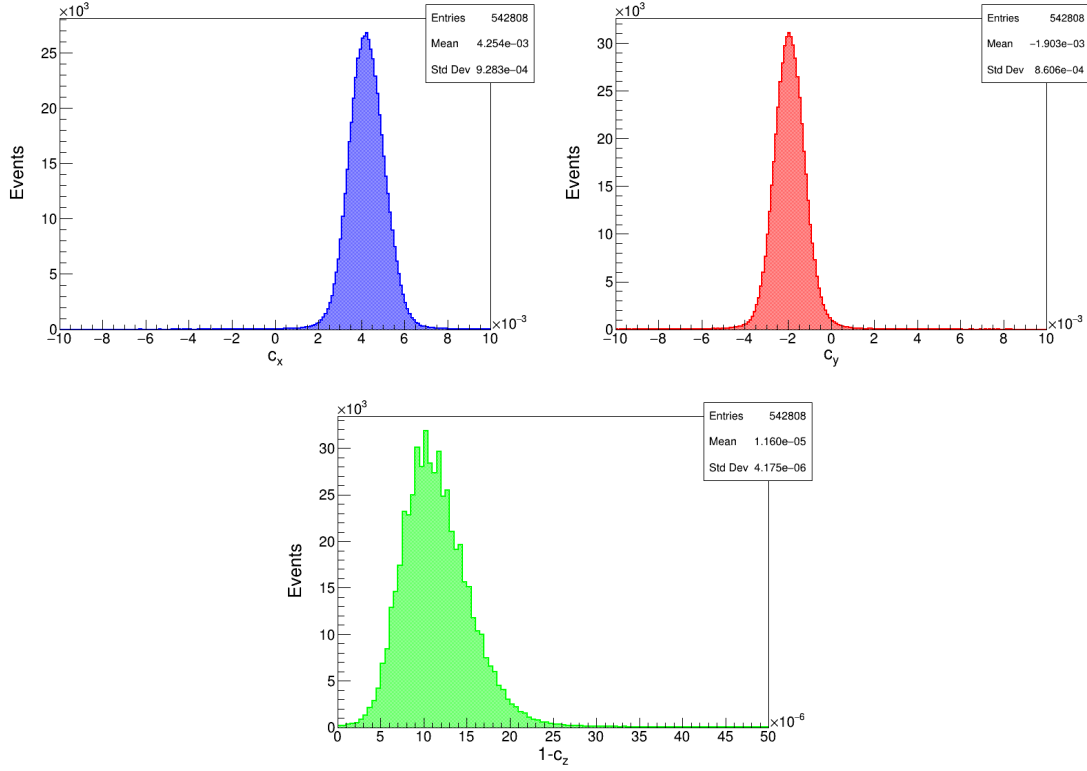 ×10³
Entries 542808
Mean 4.254e−03
Std Dev 9.283e−04
25
20
15
10
5
0
Events
−10 −8 −6 −4 −2 0 2 4 6 8 10
×10⁻³
cₓ
Entries 542808
Mean −1.903e−03
Std Dev 8.606e−04
×10³
30
25
20
15
10
5
0
Events
−10 −8 −6 −4 −2 0 2 4 6 8 10
×10⁻³
c_y
×10³
Entries 542808
Mean 1.160e−05
Std Dev 4.175e−06
30
25
20
15
10
5
0
Events
0 5 10 15 20 25 30 35 40 45 50
×10⁻⁶
1-c_z